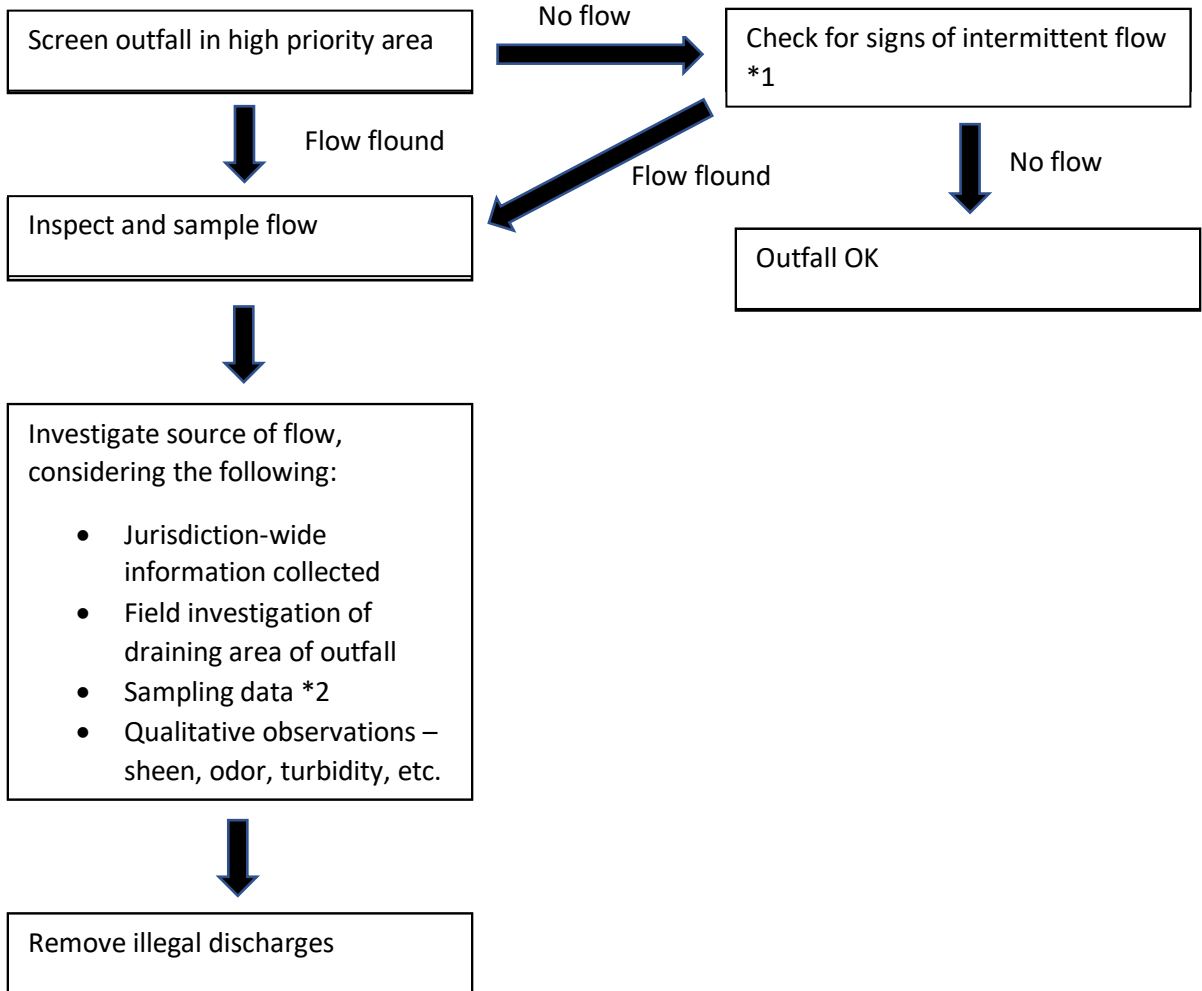 Screen outfall in high priority area
No flow
Check for signs of intermittent flow
*1
Flow flound
Flow flound
No flow
Inspect and sample flow
Outfall OK
Investigate source of flow,
considering the following:
• Jurisdiction-wide
information collected
• Field investigation of
draining area of outfall
• Sampling data *2
• Qualitative observations –
sheen, odor, turbidity, etc.
Remove illegal discharges